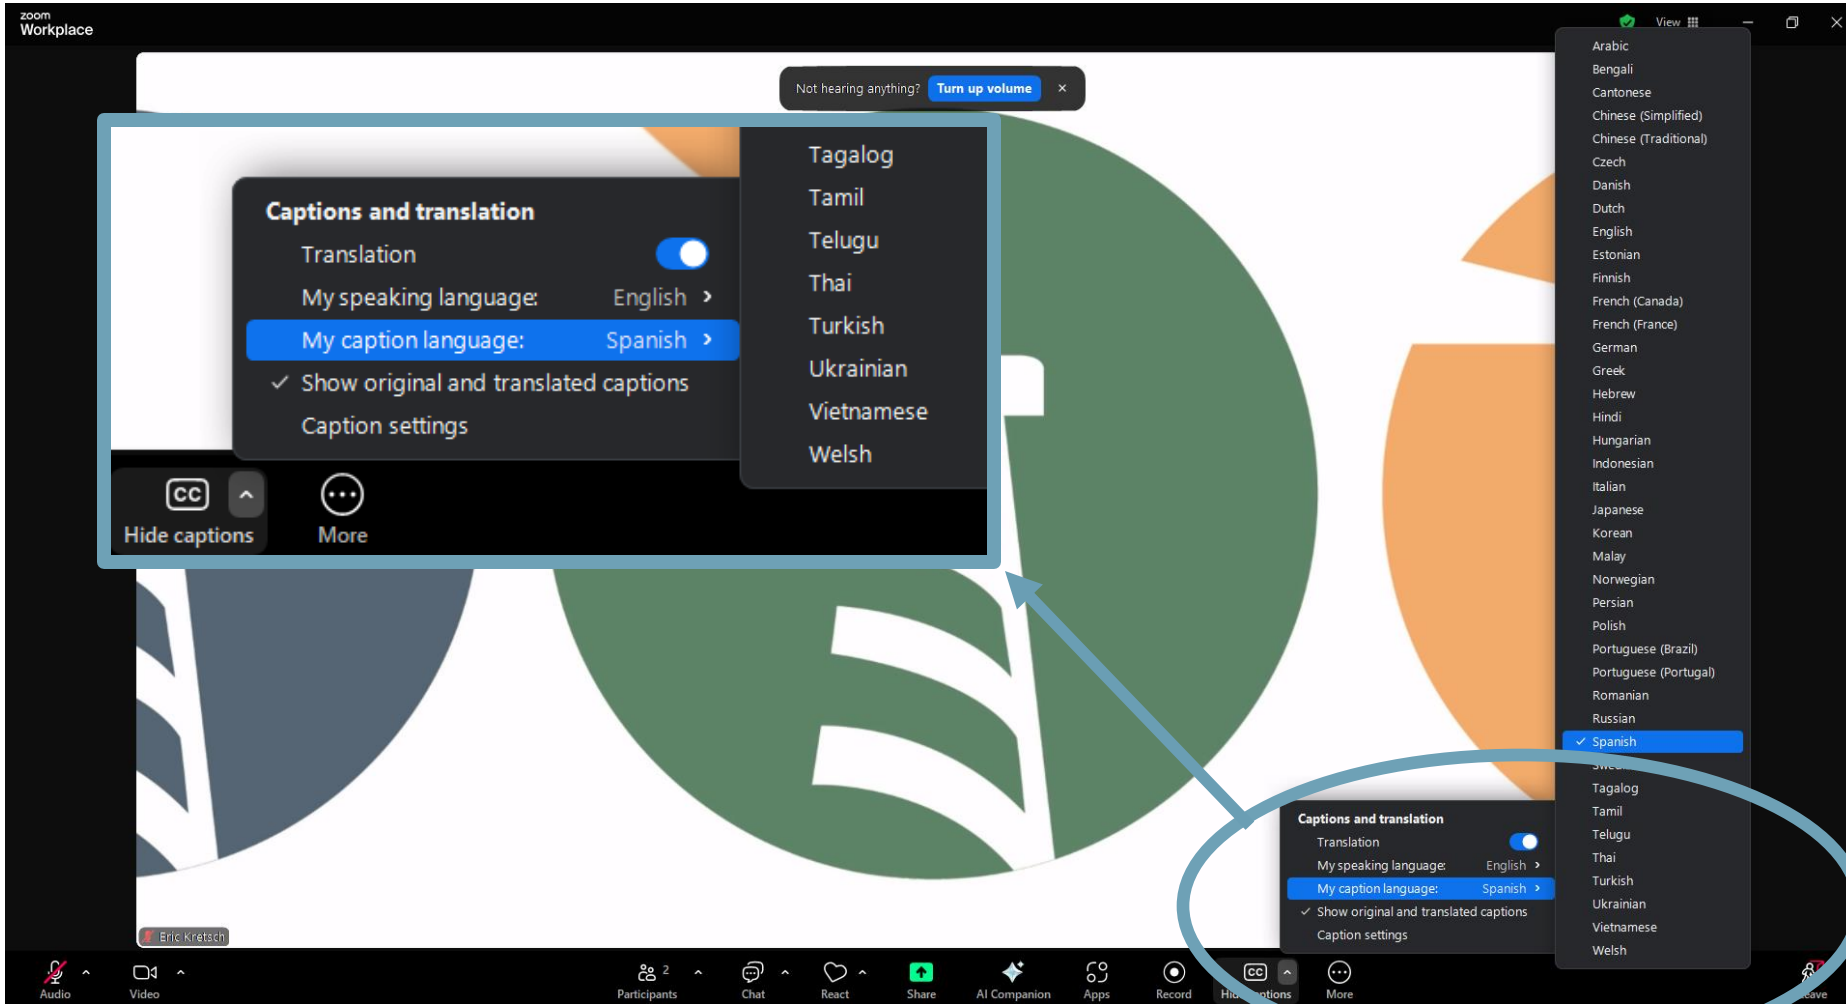 zoom
Workplace
View
Not hearing anything? Turn up volume
Captions and translation
Translation
My speaking language: English
My caption language: Spanish
Show original and translated captions
Caption settings
Tagalog
Tamil
Telugu
Thai
Turkish
Ukrainian
Vietnamese
Welsh
CC
Hide captions
More
Arabic
Bengali
Cantonese
Chinese (Simplified)
Chinese (Traditional)
Czech
Danish
Dutch
English
Estonian
Finnish
French (Canada)
French (France)
German
Greek
Hebrew
Hindi
Hungarian
Indonesian
Italian
Japanese
Korean
Malay
Norwegian
Persian
Polish
Portuguese (Brazil)
Portuguese (Portugal)
Romanian
Russian
Spanish
Tagalog
Tamil
Telugu
Thai
Turkish
Ukrainian
Vietnamese
Welsh
Captions and translation
Translation
My speaking language: English
My caption language: Spanish
Show original and translated captions
Caption settings
Eric Kretsch
Audio
Video
2
Participants
Chat
React
Share
AI Companion
Apps
Record
CC
Hide captions
More
Leave